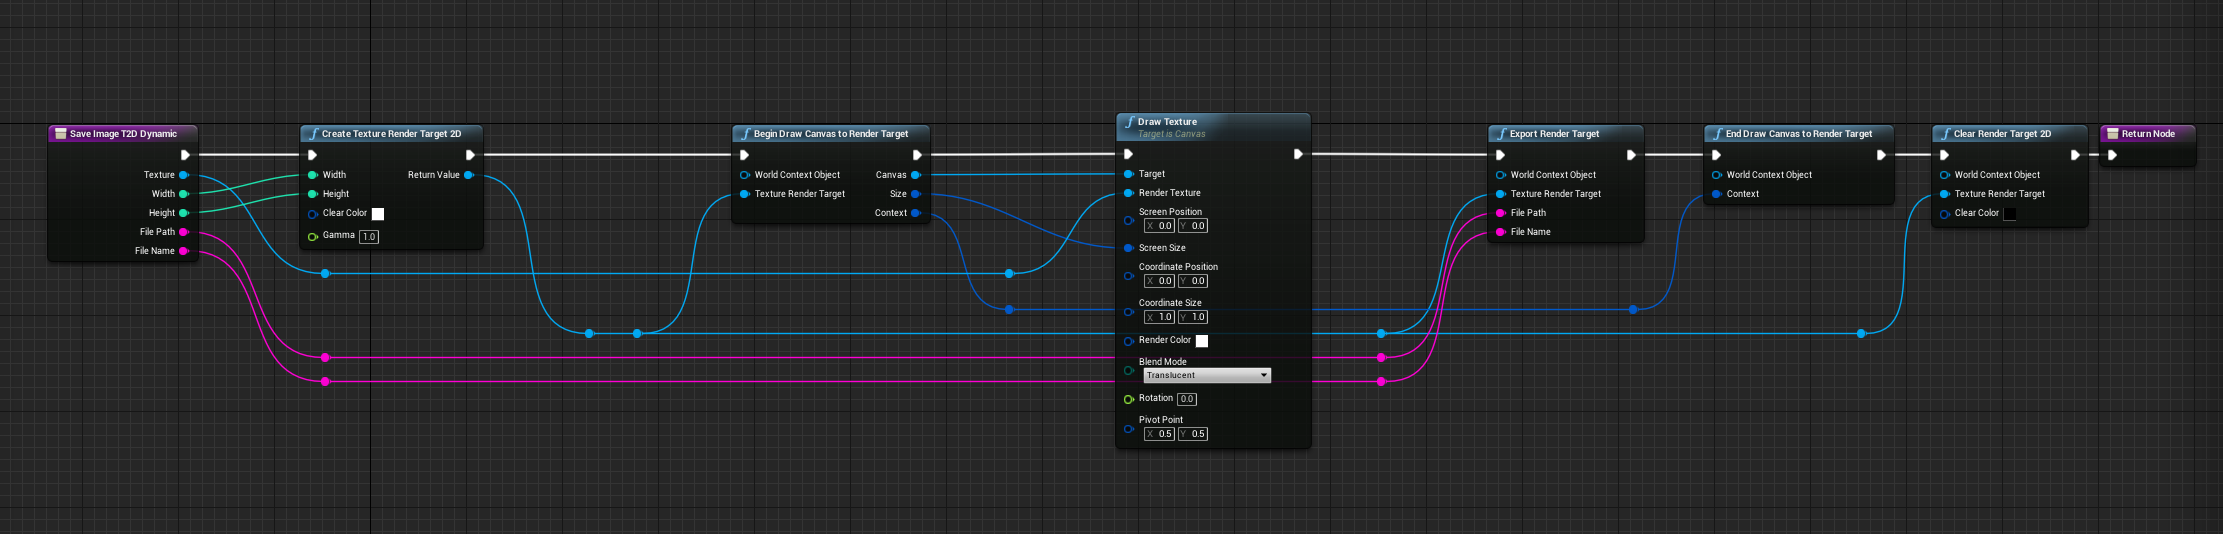 Save Image T2D Dynamic
Texture
Width
Height
File Path
File Name
Create Texture Render Target 2D
Width
Return Value
Height
Clear Color
Gamma 1.0
Begin Draw Canvas to Render Target
World Context Object
Canvas
Texture Render Target
Size
Context
Draw Texture
Target is Canvas
Target
Render Texture
Screen Position
X 0.0 Y 0.0
Screen Size
Coordinate Position
X 0.0 Y 0.0
Coordinate Size
X 1.0 Y 1.0
Render Color
Blend Mode
Translucent
Rotation 0.0
Pivot Point
X 0.5 Y 0.5
Export Render Target
World Context Object
Texture Render Target
File Path
File Name
End Draw Canvas to Render Target
World Context Object
Context
Clear Render Target 2D
World Context Object
Texture Render Target
Clear Color
Return Node